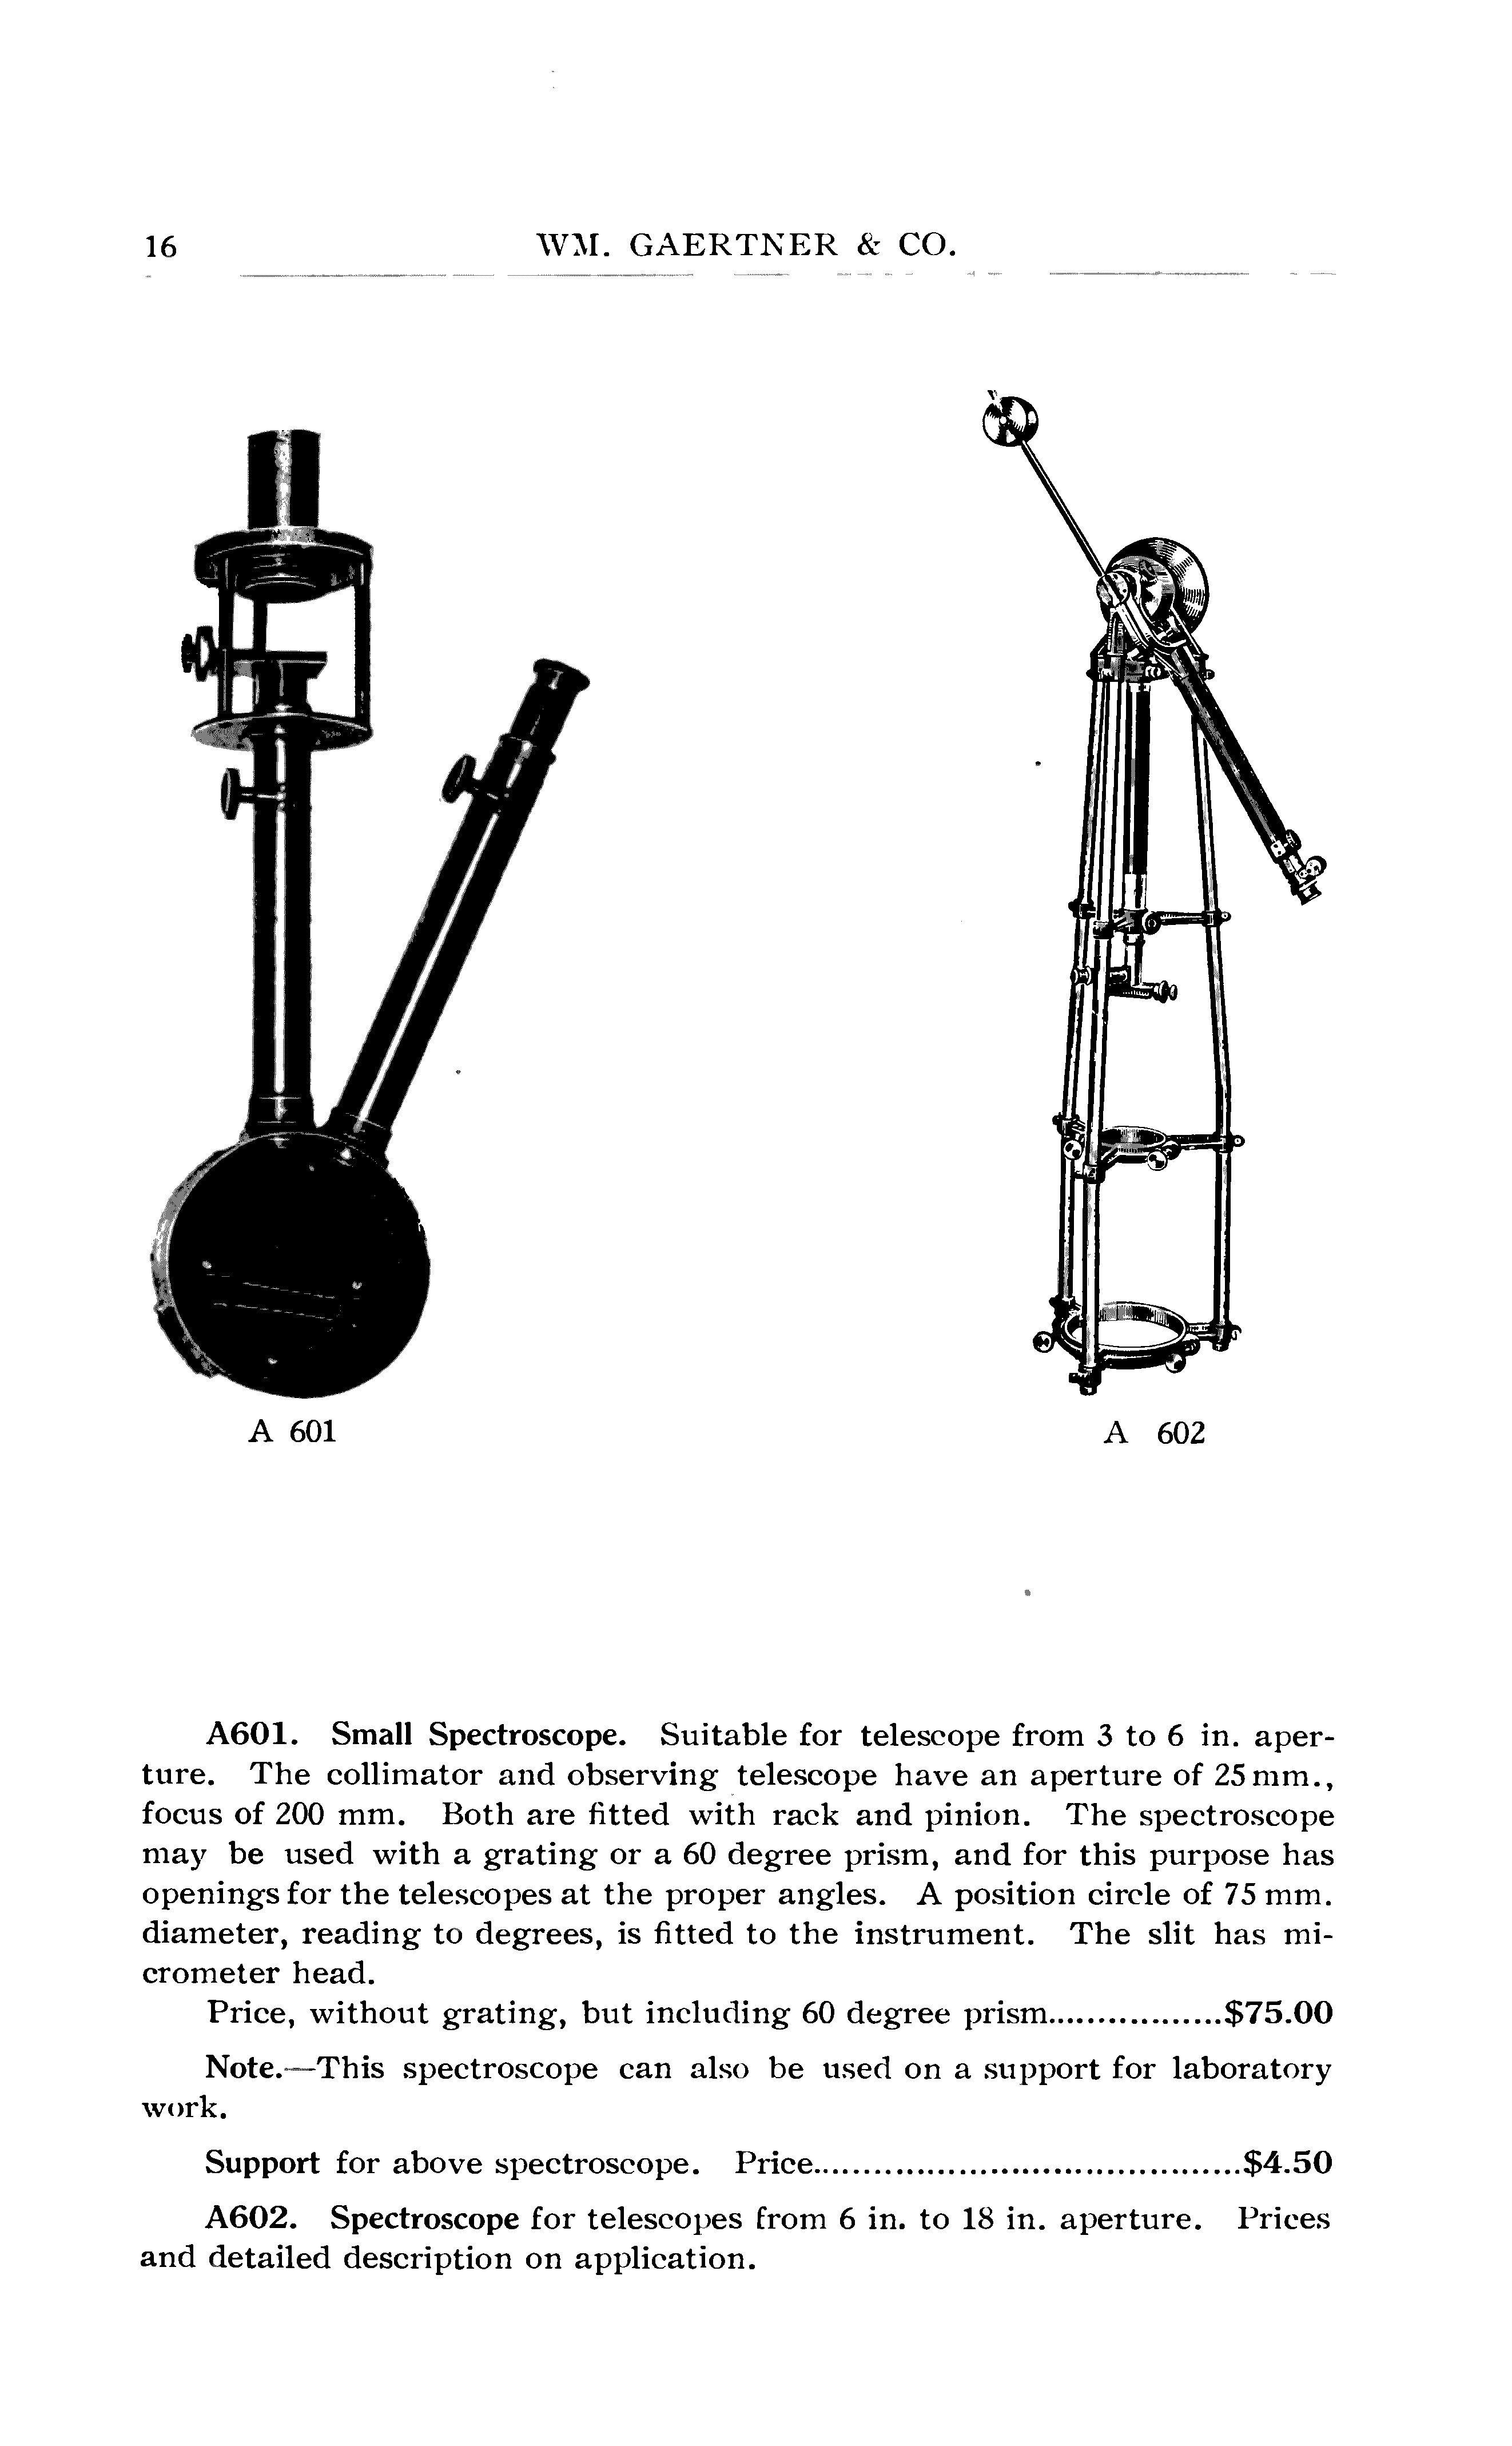 16 WM. GAERTNER & CO.
A 601 A 602
A601. Small Spectroscope. Suitable for telescope from 3 to 6 in. aper-
ture. The collimator and observing telescope have an aperture of 25 mm.,
focus of 200 mm. Both are fitted with rack and pinion. The spectroscope
may be used with a grating or a 60 degree prism, and for this purpose has
openings for the telescopes at the proper angles. A position circle of 75 mm.
diameter, reading to degrees, is fitted to the instrument. The slit has mi-
crometer head.
Price, without grating, but including 60 degree prism..................$75.00
Note.—This spectroscope can also be used on a support for laboratory
work.
Support for above spectroscope. Price.........................................$4.50
A602. Spectroscope for telescopes from 6 in. to 18 in. aperture. Prices
and detailed description on application.